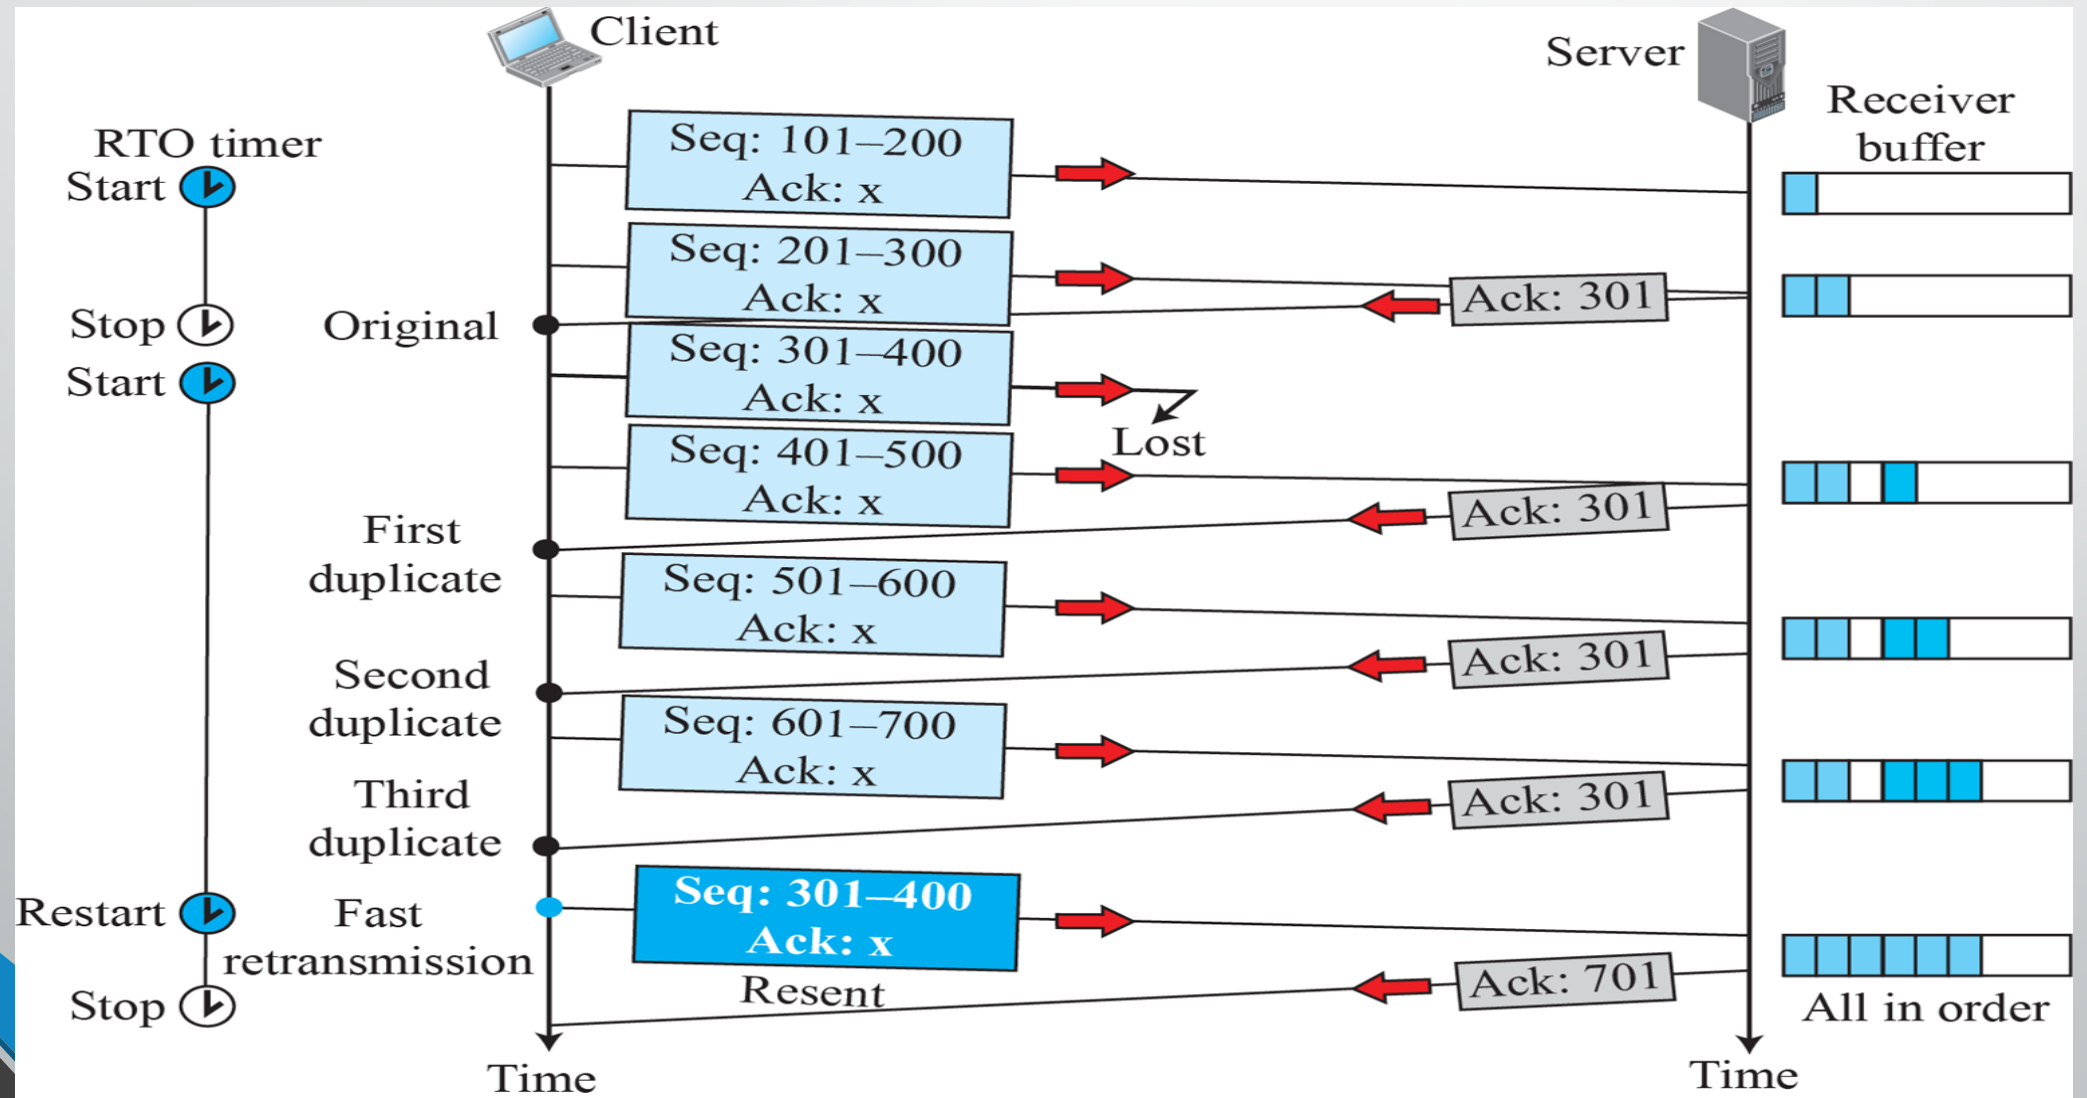 Client
Server
Receiver
buffer
RTO timer
Start
Seq: 101–200
Ack: x
Seq: 201–300
Ack: x
Ack: 301
Stop
Original
Start
Seq: 301–400
Ack: x
Lost
Seq: 401–500
Ack: x
Ack: 301
First
duplicate
Seq: 501–600
Ack: x
Ack: 301
Second
duplicate
Seq: 601–700
Ack: x
Ack: 301
Third
duplicate
Restart
Fast
retransmission
Seq: 301–400
Ack: x
Resent
Ack: 701
Stop
All in order
Time
Time